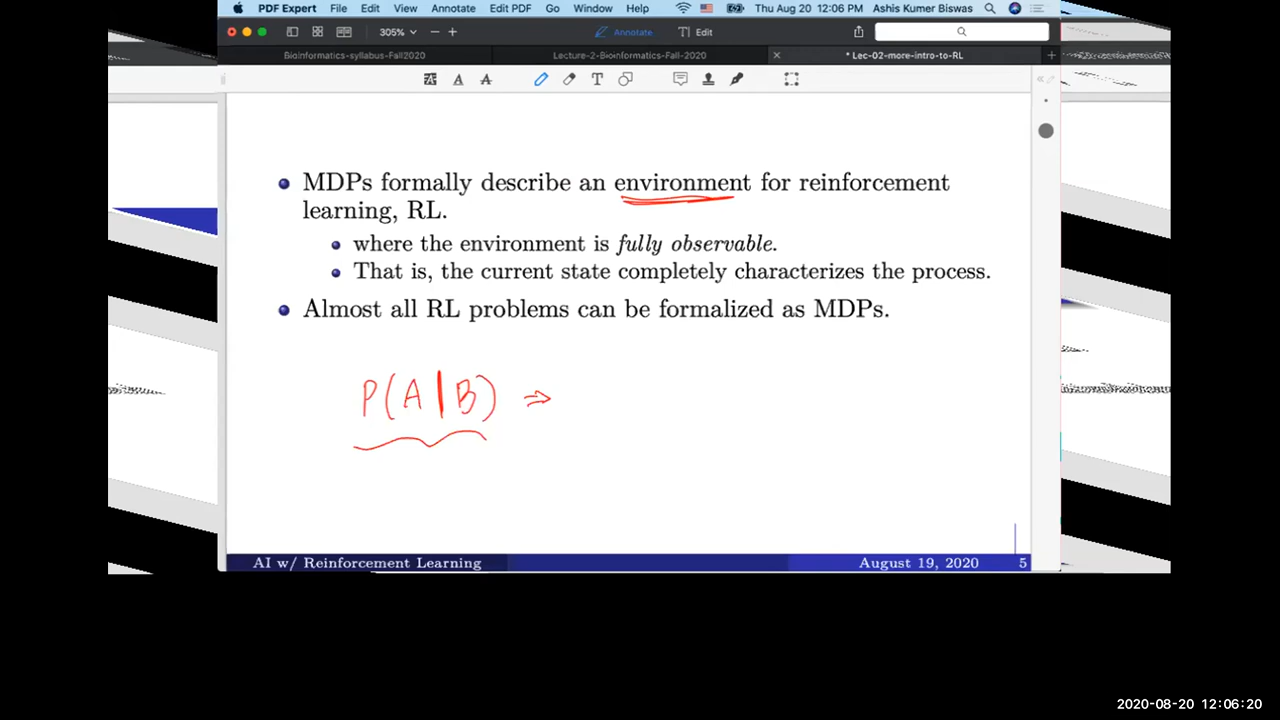 PDF Expert File Edit View Annotate Edit PDF Go Window Help Thu Aug 20 12:06 PM Ashis Kumer Biswas
305% Annotate Edit
Bioinformatics-syllabus-Fall2020 Lecture-2-Bionformatics-Fall-2020 * Lec-02-more-intro-to-RL
MDPs formally describe an environment for reinforcement
learning, RL.
where the environment is fully observable.
That is, the current state completely characterizes the process.
Almost all RL problems can be formalized as MDPs.
P(A|B) ⇒
AI w/ Reinforcement Learning August 19, 2020 5
2020-08-20 12:06:20